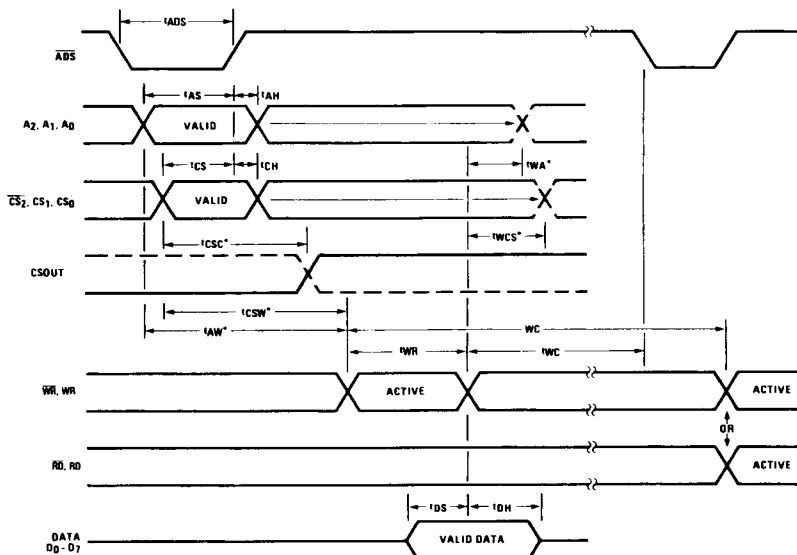 tADS
ADS
tAS tAH
A2, A1, A0 VALID
tWA*
tCS tCH
CS2, CS1, CS0 VALID
tCSC* tWCS*
CSOUT
tCSW*
tAW* WC
tWR tWC
WR, WR ACTIVE ACTIVE
OR
RD, RD ACTIVE
tDS tDH
DATA
D0 - D7 VALID DATA